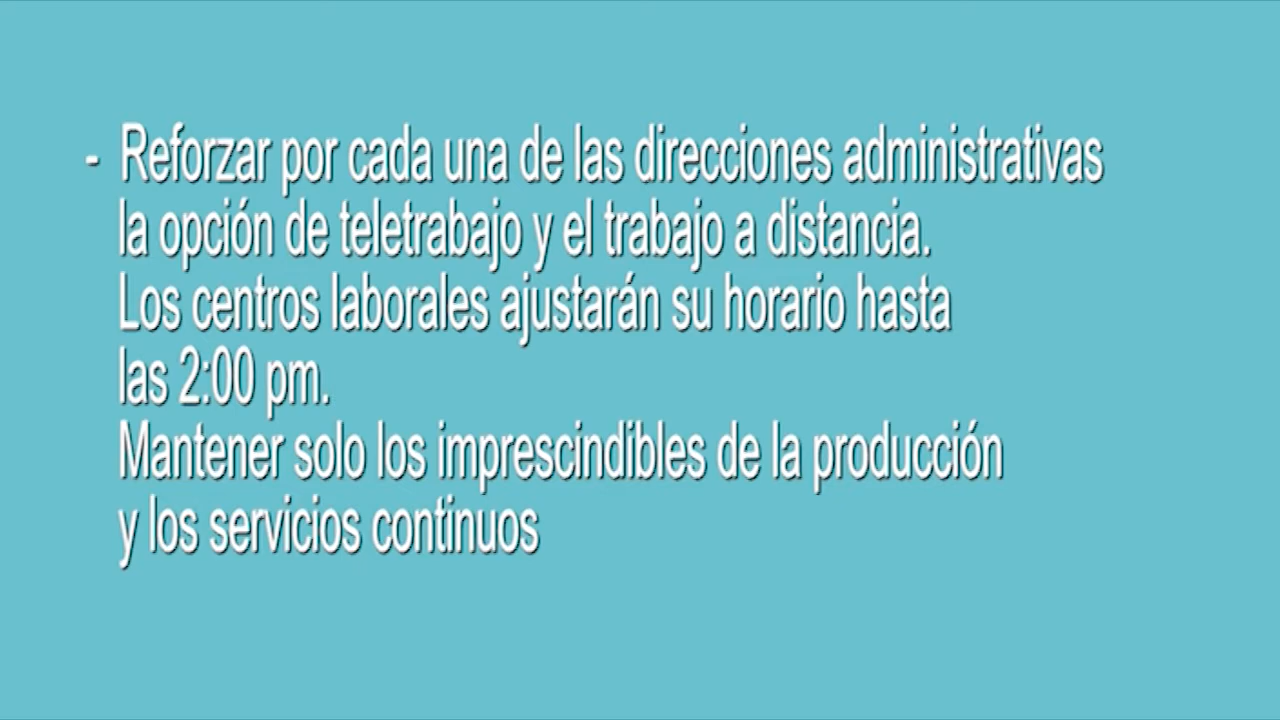 - Reforzar por cada una de las direcciones administrativas
la opción de teletrabajo y el trabajo a distancia.
Los centros laborales ajustarán su horario hasta
las 2:00 pm.
Mantener solo los imprescindibles de la producción
y los servicios continuos